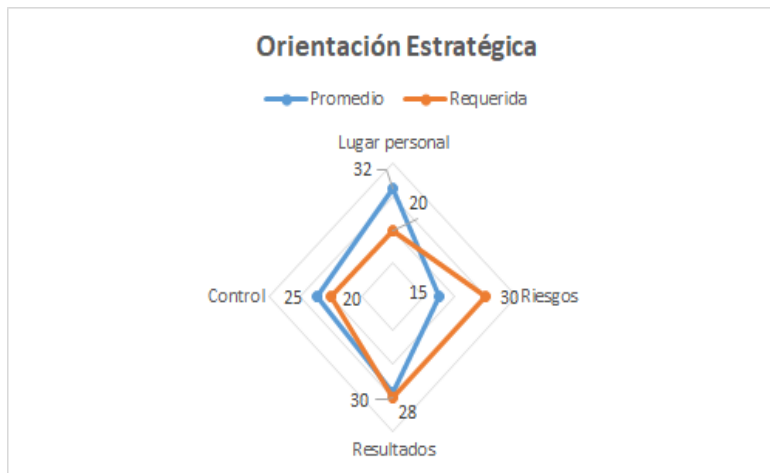 Orientación Estratégica
Promedio Requerida
Lugar personal
32
20
Control 25 20 15 30 Riesgos
30 28
Resultados